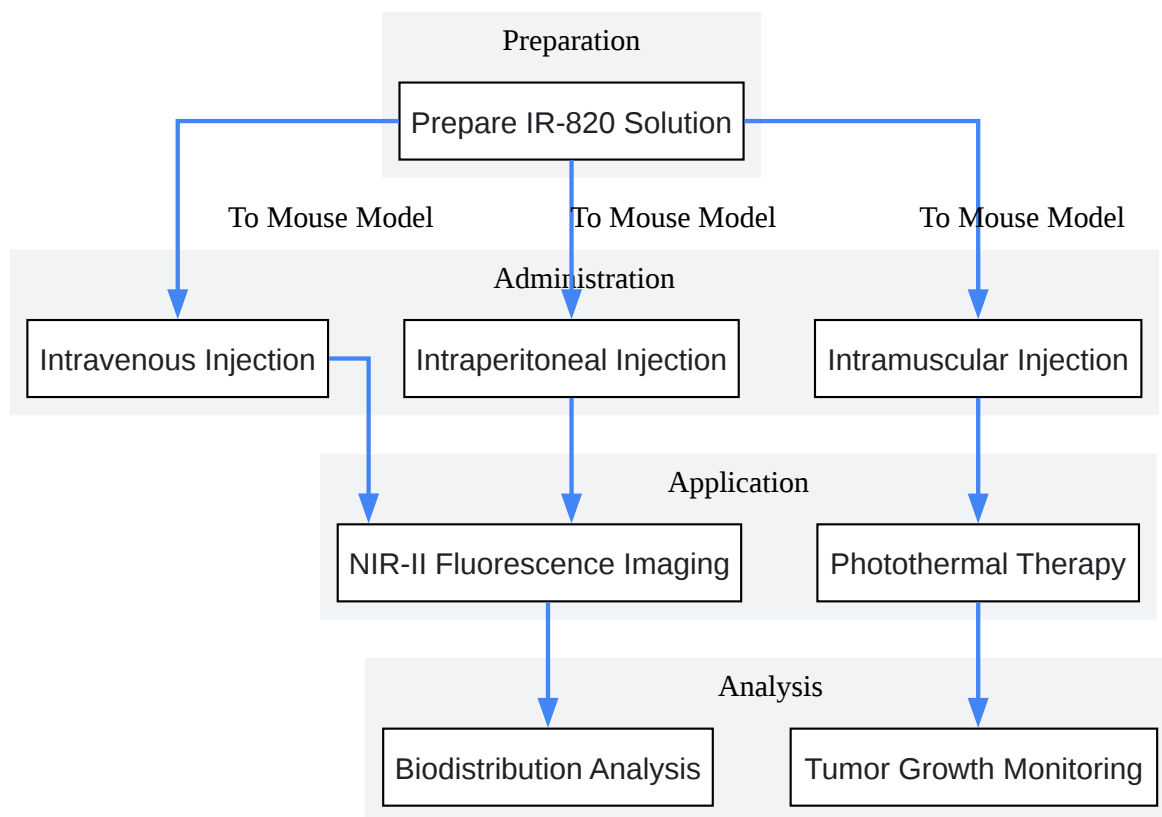 Preparation
Prepare IR-820 Solution
To Mouse Model
To Mouse Model
To Mouse Model
Administration
Intravenous Injection
Intraperitoneal Injection
Intramuscular Injection
Application
NIR-II Fluorescence Imaging
Photothermal Therapy
Analysis
Biodistribution Analysis
Tumor Growth Monitoring